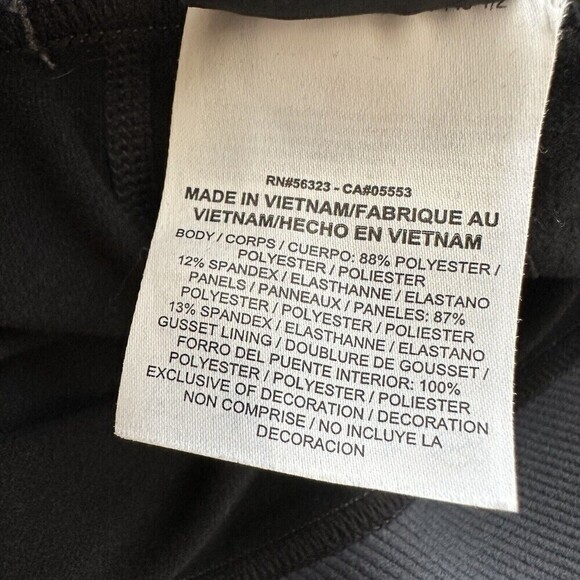 RN#56323 - CA#05553
MADE IN VIETNAM/FABRIQUE AU
VIETNAM/HECHO EN VIETNAM
BODY / CORPS / CUERPO: 88% POLYESTER /
POLYESTER / POLIESTER
12% SPANDEX / ELASTHANNE / ELASTANO
PANELS / PANNEAUX / PANELES: 87%
POLYESTER / POLYESTER / POLIESTER
13% SPANDEX / ELASTHANNE / ELASTANO
GUSSET LINING / DOUBLURE DE GOUSSET /
FORRO DEL PUENTE INTERIOR: 100%
POLYESTER / POLYESTER / POLIESTER
EXCLUSIVE OF DECORATION / DECORATION
NON COMPRISE / NO INCLUYE LA
DECORACION